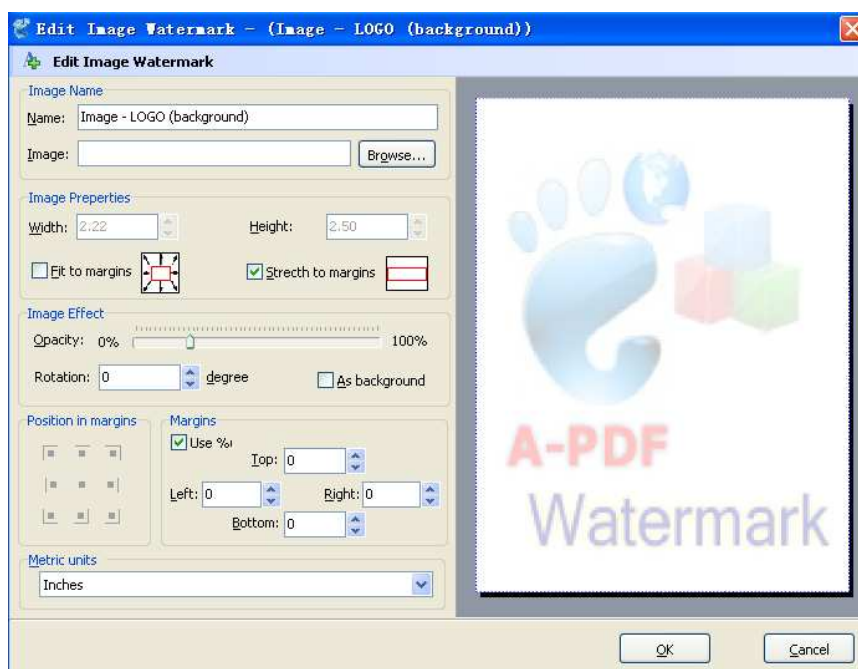 Edit Image Watermark - (Image - LOGO (background))
Edit Image Watermark
Image Name
Name: Image - LOGO (background)
Image: Browse...
Image Preperties
Width: 2.22 Height: 2.50
Fit to margins Strecth to margins
Image Effect
Opacity: 0% 100%
Rotation: 0 degree As background
Position in margins Margins
Use %
Top: 0
Left: 0 Right: 0
Bottom: 0
Metric units
Inches
A-PDF
Watermark
OK Cancel